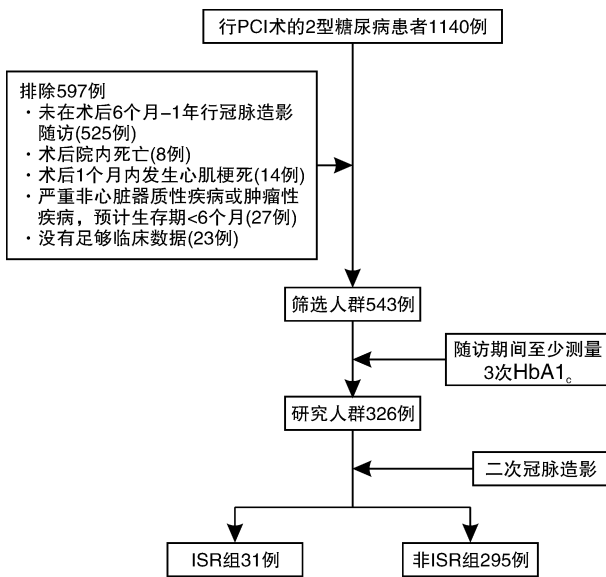 行PCI术的2型糖尿病患者1140例
排除597例
·未在术后6个月-1年行冠脉造影
随访(525例)
·术后院内死亡(8例)
·术后1个月内发生心肌梗死(14例)
·严重非心脏器质性疾病或肿瘤性
疾病，预计生存期<6个月(27例)
·没有足够临床数据(23例)
筛选人群543例
随访期间至少测量
3次HbA1c
研究人群326例
二次冠脉造影
ISR组31例
非ISR组295例